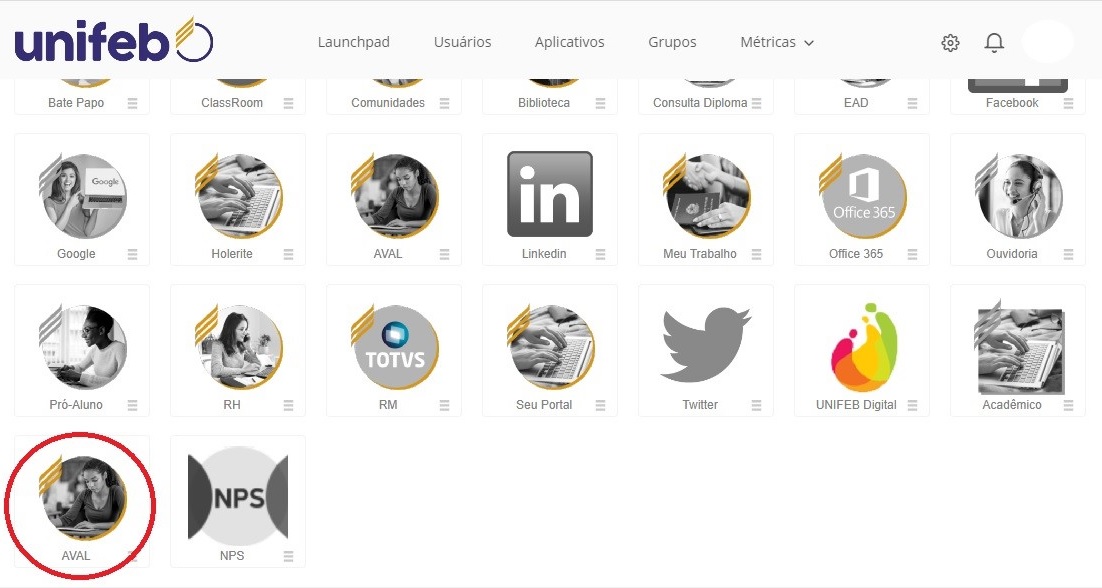 unifeb
Launchpad Usuários Aplicativos Grupos Métricas
Bate Papo ClassRoom Comunidades Biblioteca Consulta Diploma EAD Facebook
Google
in
Office 365
Google Holerite AVAL Linkedin Meu Trabalho Office 365 Ouvidoria
TOTVS
Pró-Aluno RH RM Seu Portal Twitter UNIFEB Digital Acadêmico
NPS
AVAL NPS